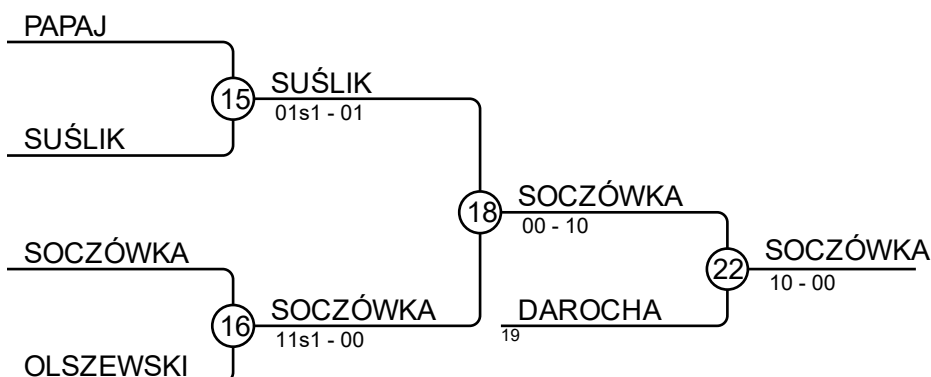 PAPAJ
15
SUŚLIK
01s1 - 01
SUŚLIK
18
SOCZÓWKA
00 - 10
SOCZÓWKA
22
SOCZÓWKA
10 - 00
16
SOCZÓWKA
11s1 - 00
DAROCHA
19
OLSZEWSKI